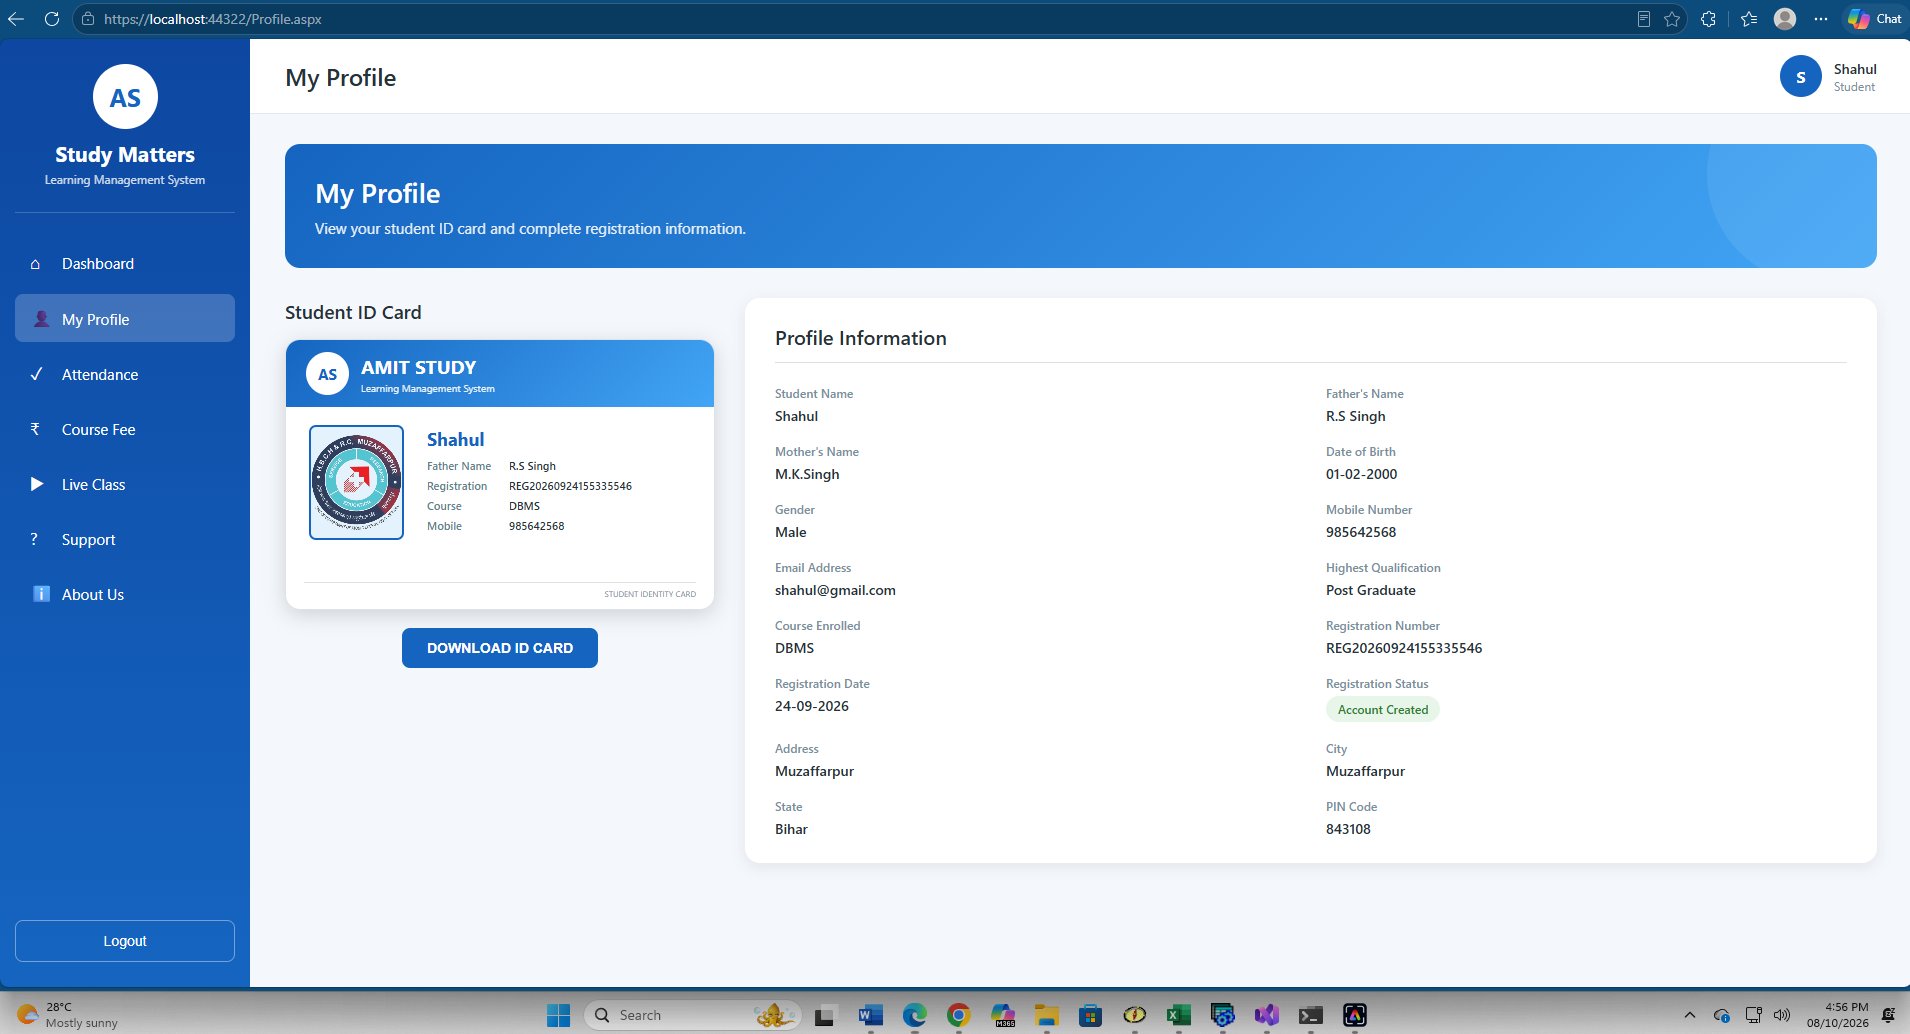 https://localhost:44322/Profile.aspx
Chat
AS
Study Matters
Learning Management System
Dashboard
My Profile
Attendance
₹ Course Fee
Live Class
? Support
i About Us
Logout
My Profile
S
Shahul
Student
My Profile
View your student ID card and complete registration information.
Student ID Card
AS
AMIT STUDY
Learning Management System
H.B.C.H & R.C, MUZAFFARPUR
EDUCATION
Shahul
Father Name R.S Singh
Registration REG20260924155335546
Course DBMS
Mobile 985642568
STUDENT IDENTITY CARD
DOWNLOAD ID CARD
Profile Information
Student Name
Shahul
Father's Name
R.S Singh
Mother's Name
M.K.Singh
Date of Birth
01-02-2000
Gender
Male
Mobile Number
985642568
Email Address
shahul@gmail.com
Highest Qualification
Post Graduate
Course Enrolled
DBMS
Registration Number
REG20260924155335546
Registration Date
24-09-2026
Registration Status
Account Created
Address
Muzaffarpur
City
Muzaffarpur
State
Bihar
PIN Code
843108
28°C
Mostly sunny
Search
M365
4:56 PM
08/10/2026